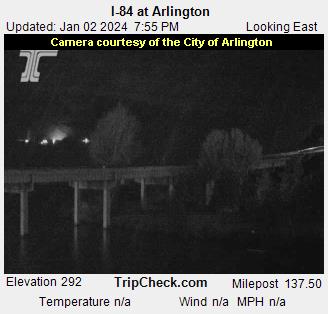 I-84 at Arlington
Updated: Jan 02 2024 7:55 PM Looking East
Camera courtesy of the City of Arlington
Elevation 292 TripCheck.com Milepost 137.50
Temperature n/a Wind n/a MPH n/a